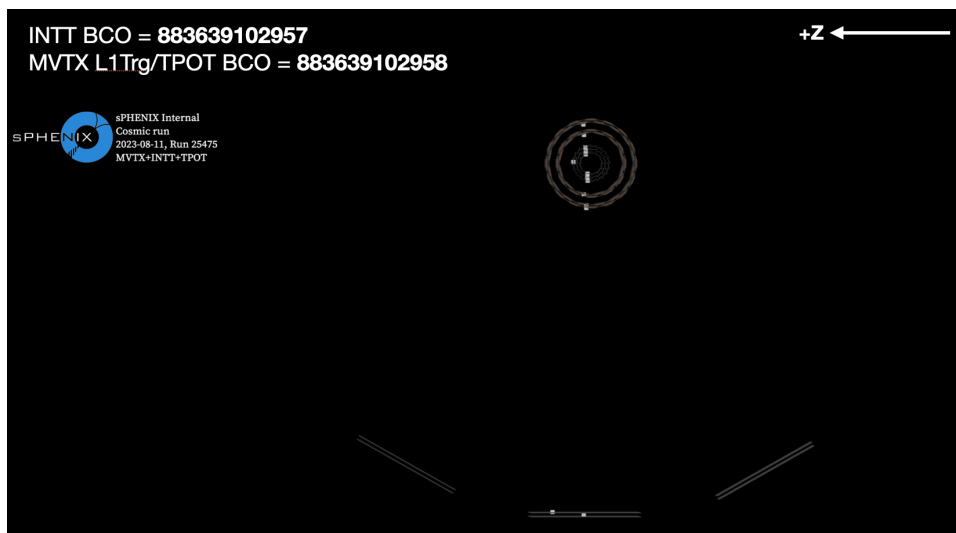 INTT BCO = 883639102957
MVTX L1Trg/TPOT BCO = 883639102958
+Z
sPHENIX
sPHENIX Internal
Cosmic run
2023-08-11, Run 25475
MVTX+INTT+TPOT